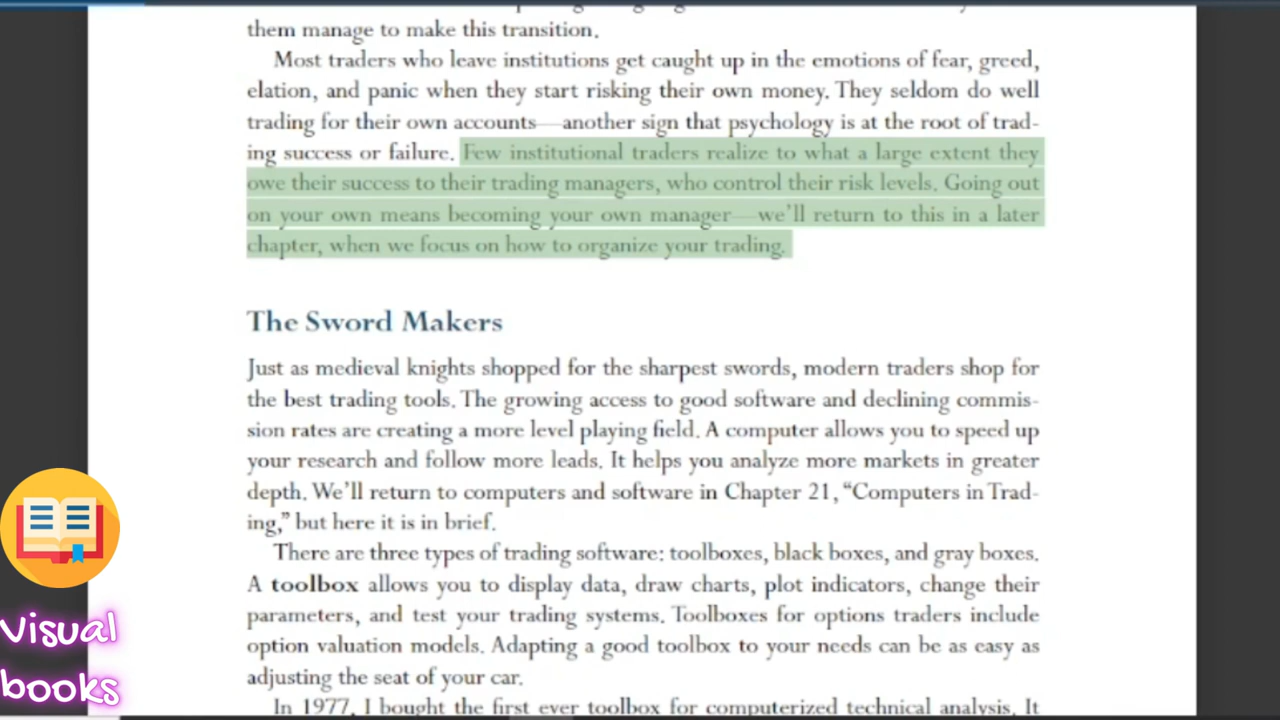 them manage to make this transition.
Most traders who leave institutions get caught up in the emotions of fear, greed,
elation, and panic when they start risking their own money. They seldom do well
trading for their own accounts—another sign that psychology is at the root of trad-
ing success or failure. Few institutional traders realize to what a large extent they
owe their success to their trading managers, who control their risk levels. Going out
on your own means becoming your own manager—we'll return to this in a later
chapter, when we focus on how to organize your trading.
The Sword Makers
Just as medieval knights shopped for the sharpest swords, modern traders shop for
the best trading tools. The growing access to good software and declining commis-
sion rates are creating a more level playing field. A computer allows you to speed up
your research and follow more leads. It helps you analyze more markets in greater
depth. We'll return to computers and software in Chapter 21, “Computers in Trad-
ing,” but here it is in brief.
There are three types of trading software: toolboxes, black boxes, and gray boxes.
A toolbox allows you to display data, draw charts, plot indicators, change their
parameters, and test your trading systems. Toolboxes for options traders include
option valuation models. Adapting a good toolbox to your needs can be as easy as
adjusting the seat of your car.
In 1977, I bought the first ever toolbox for computerized technical analysis. It
Visual
books